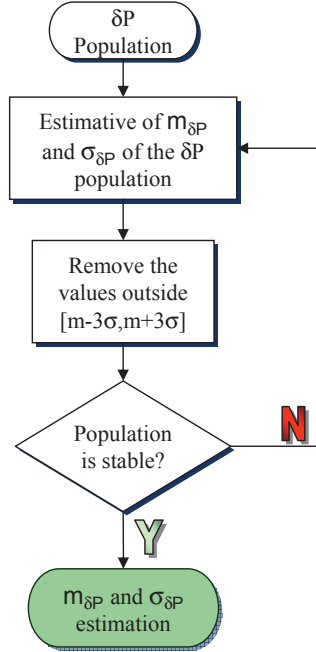 δP
Population
Estimative of mδP
and σδP of the δP
population
Remove the
values outside
[m-3σ,m+3σ]
Population
is stable?
N
Y
mδP and σδP
estimation